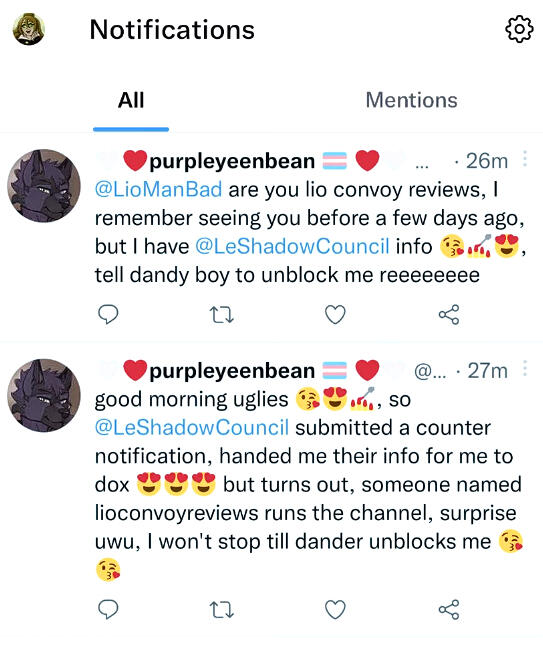 Notifications
All
Mentions
❤️purpleyeenbean 🏳️‍⚧️ ❤️ ... · 26m
@LioManBad are you lio convoy reviews, I
remember seeing you before a few days ago,
but I have @LeShadowCouncil info 😘💅😍,
tell dandy boy to unblock me reeeeeeee
❤️purpleyeenbean 🏳️‍⚧️ ❤️ @... · 27m
good morning uglies 😘😍💅, so
@LeShadowCouncil submitted a counter
notification, handed me their info for me to
dox 😍😍😍 but turns out, someone named
lioconvoyreviews runs the channel, surprise
uwu, I won't stop till dander unblocks me 😘
😘